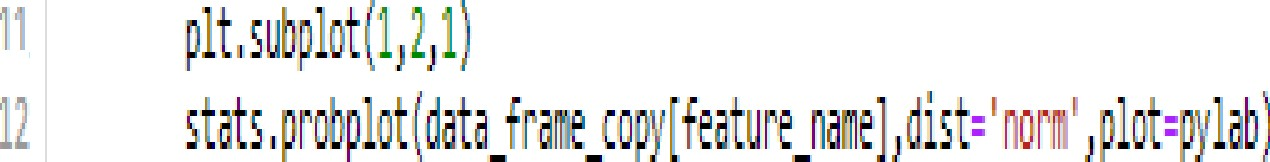 11 plt.subplot(1,2,1)
12 stats.probplot(data_frame_copy[feature_name],dist='norm',plot=pylab)